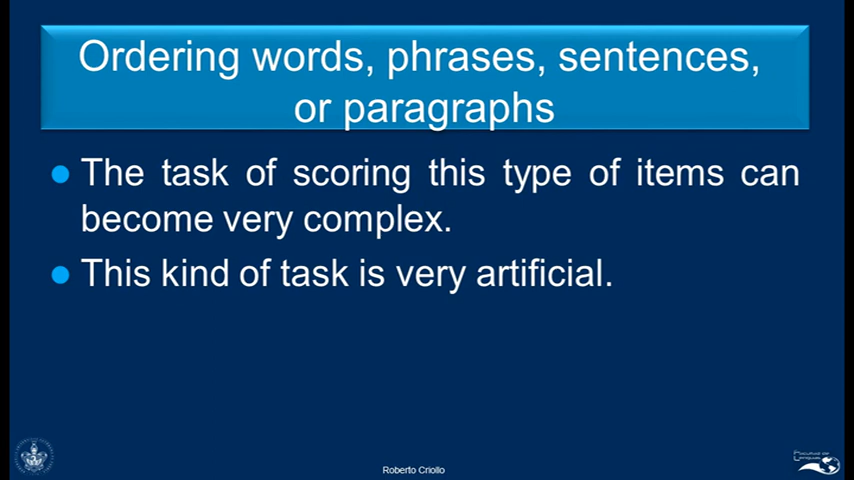 Ordering words, phrases, sentences,
or paragraphs
The task of scoring this type of items can
become very complex.
This kind of task is very artificial.
Roberto Criollo